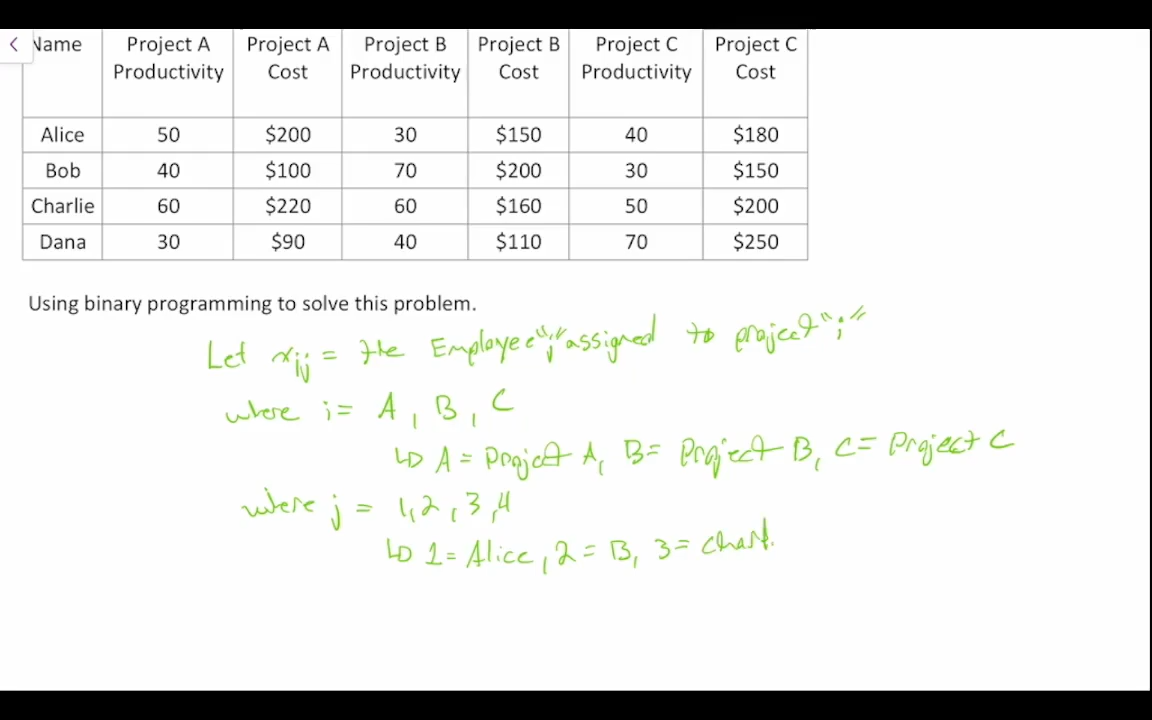 Name Project A Productivity Project A Cost Project B Productivity Project B Cost Project C Productivity Project C Cost
Alice 50 $200 30 $150 40 $180
Bob 40 $100 70 $200 30 $150
Charlie 60 $220 60 $160 50 $200
Dana 30 $90 40 $110 70 $250
Using binary programming to solve this problem.
Let xij = the Employee "j" assigned to project "i"
where i = A, B, C
↳ A = Project A, B = Project B, C = Project C
where j = 1, 2, 3, 4
↳ 1 = Alice, 2 = B, 3 = Charl.